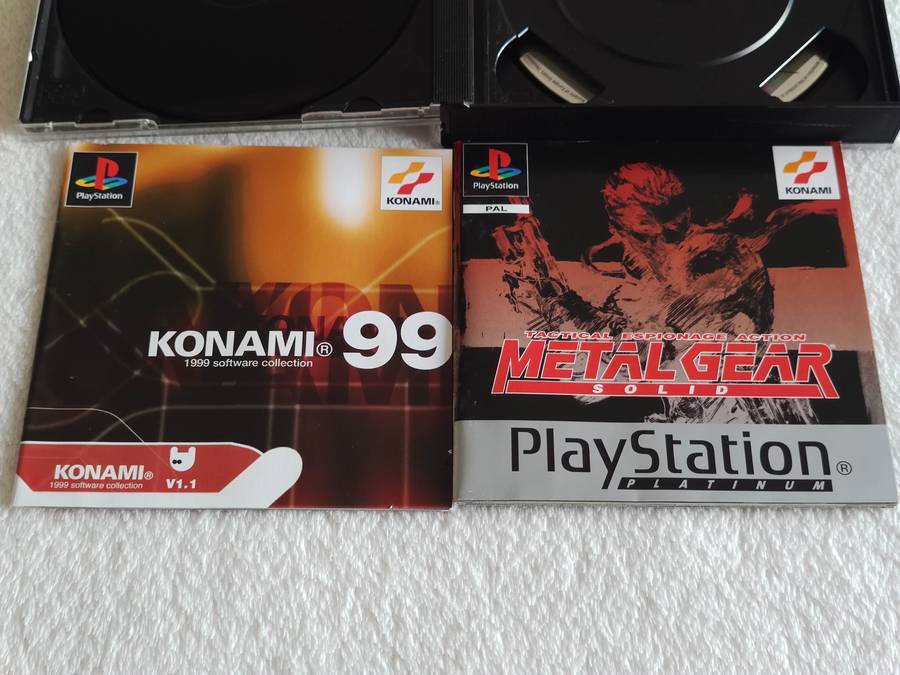 PlayStation
KONAMI®
KONAMI® 99
1999 software collection
KONAMI®
1999 software collection
V1.1
PlayStation
PAL
KONAMI
TACTICAL ESPIONAGE ACTION
METAL GEAR
SOLID
PlayStation®
PLATINUM